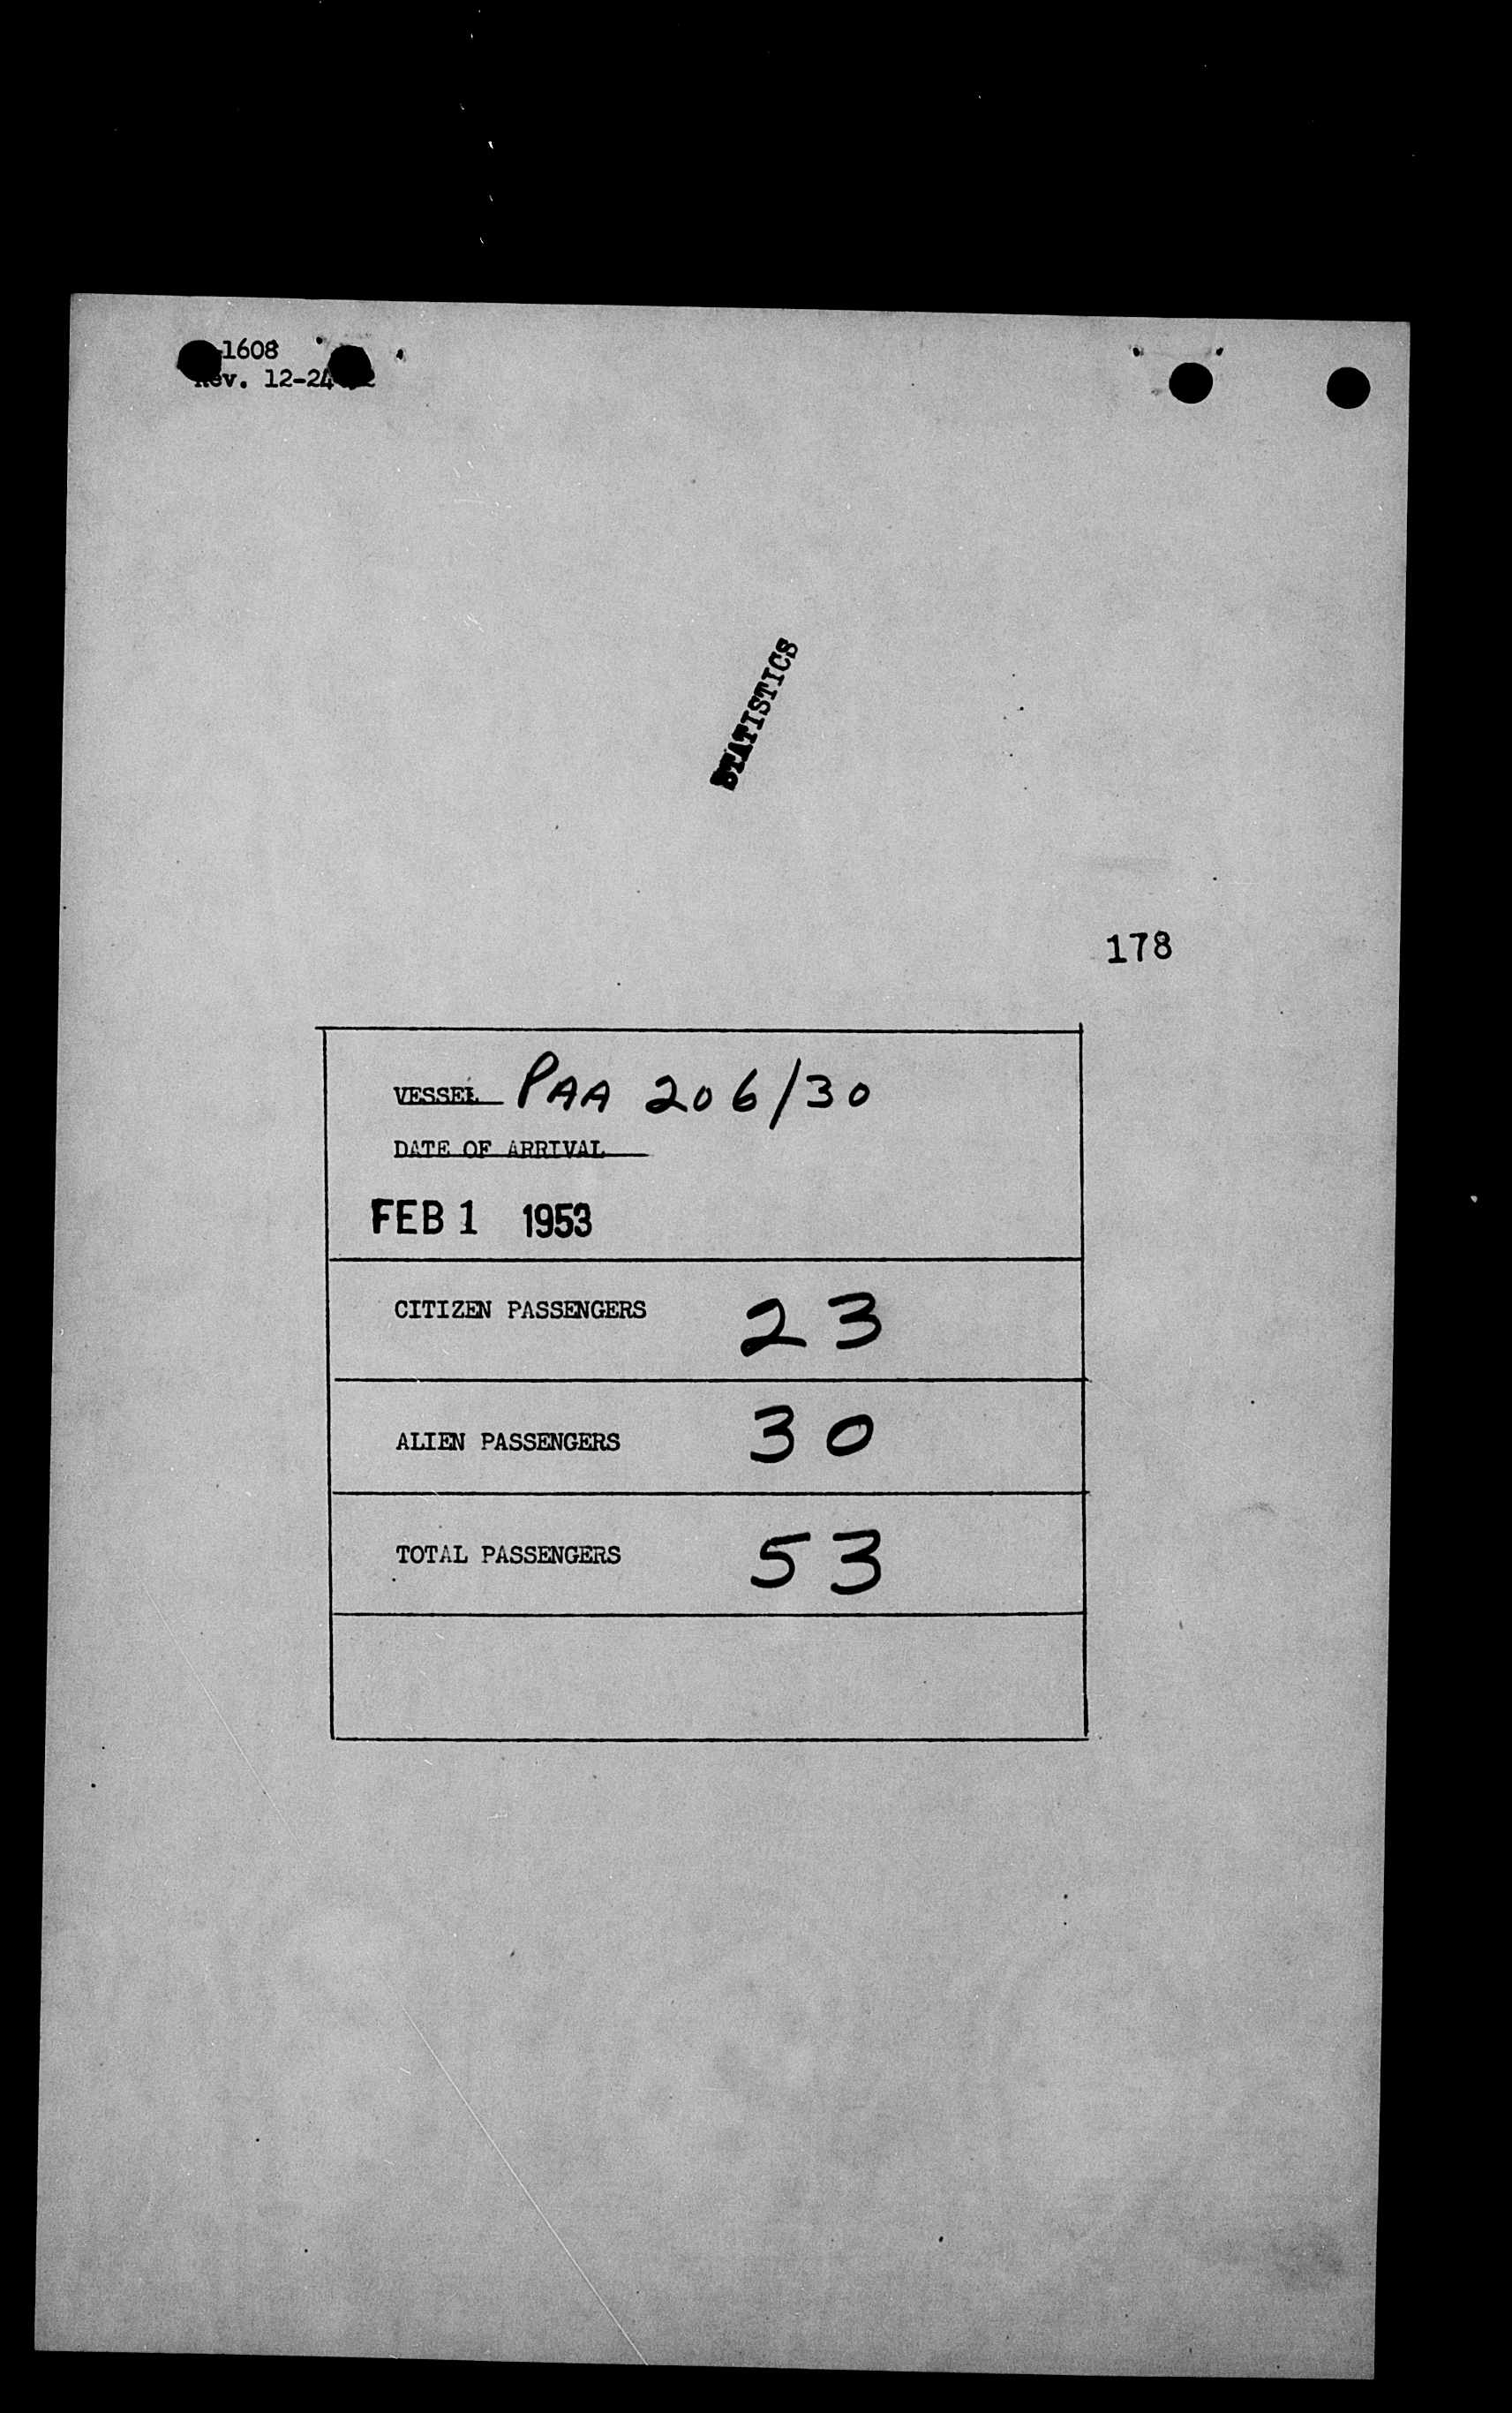 1608
Rev. 12-24
STATISTICS
178
VESSEL PAA 206/30
DATE OF ARRIVAL
FEB 1 1953
CITIZEN PASSENGERS 23
ALIEN PASSENGERS 30
TOTAL PASSENGERS 53